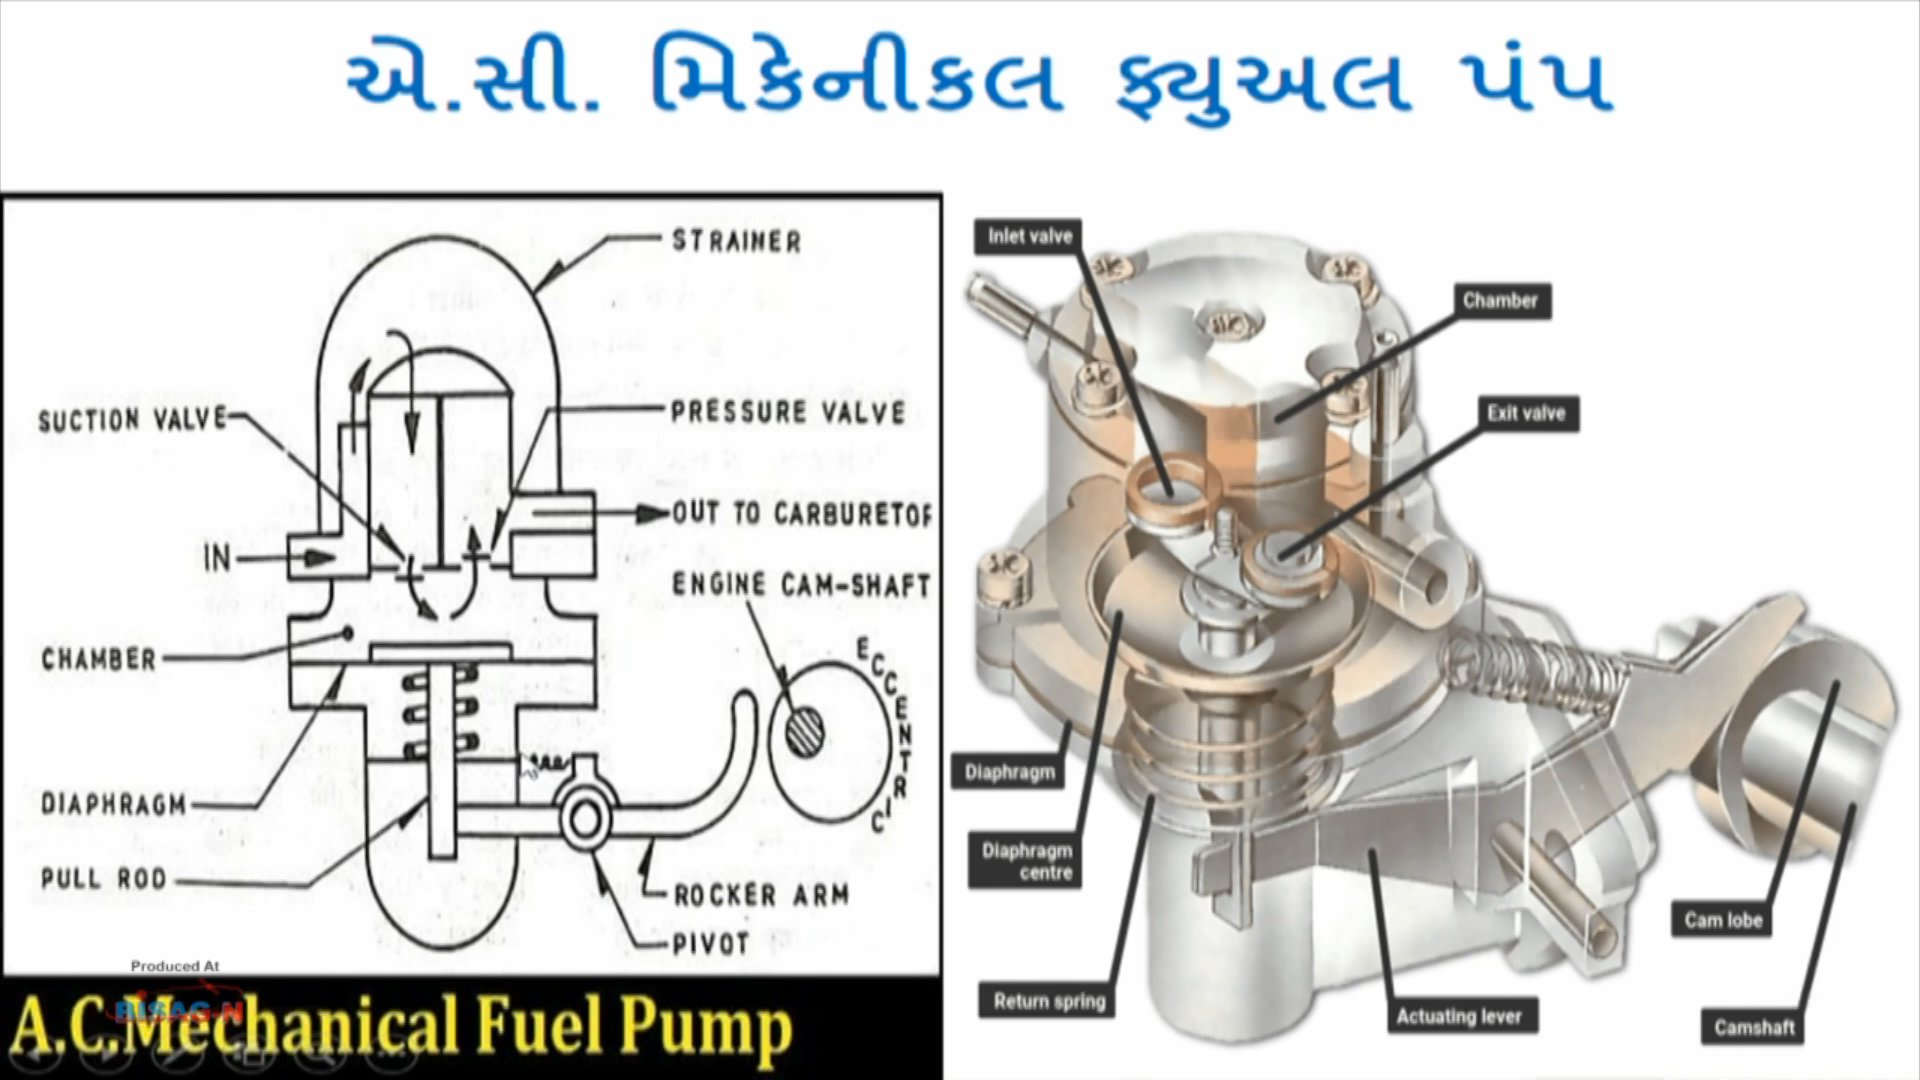 એ.સી. મિકેનીકલ ફ્યુઅલ પંપ
STRAINER
SUCTION VALVE
PRESSURE VALVE
OUT TO CARBURETOR
IN
ENGINE CAM-SHAFT
ECCENTRIC
CHAMBER
DIAPHRAGM
PULL ROD
ROCKER ARM
PIVOT
Produced At
BISAG-N
A.C.Mechanical Fuel Pump
Inlet valve
Chamber
Exit valve
Diaphragm
Diaphragm
centre
Return spring
Actuating lever
Cam lobe
Camshaft